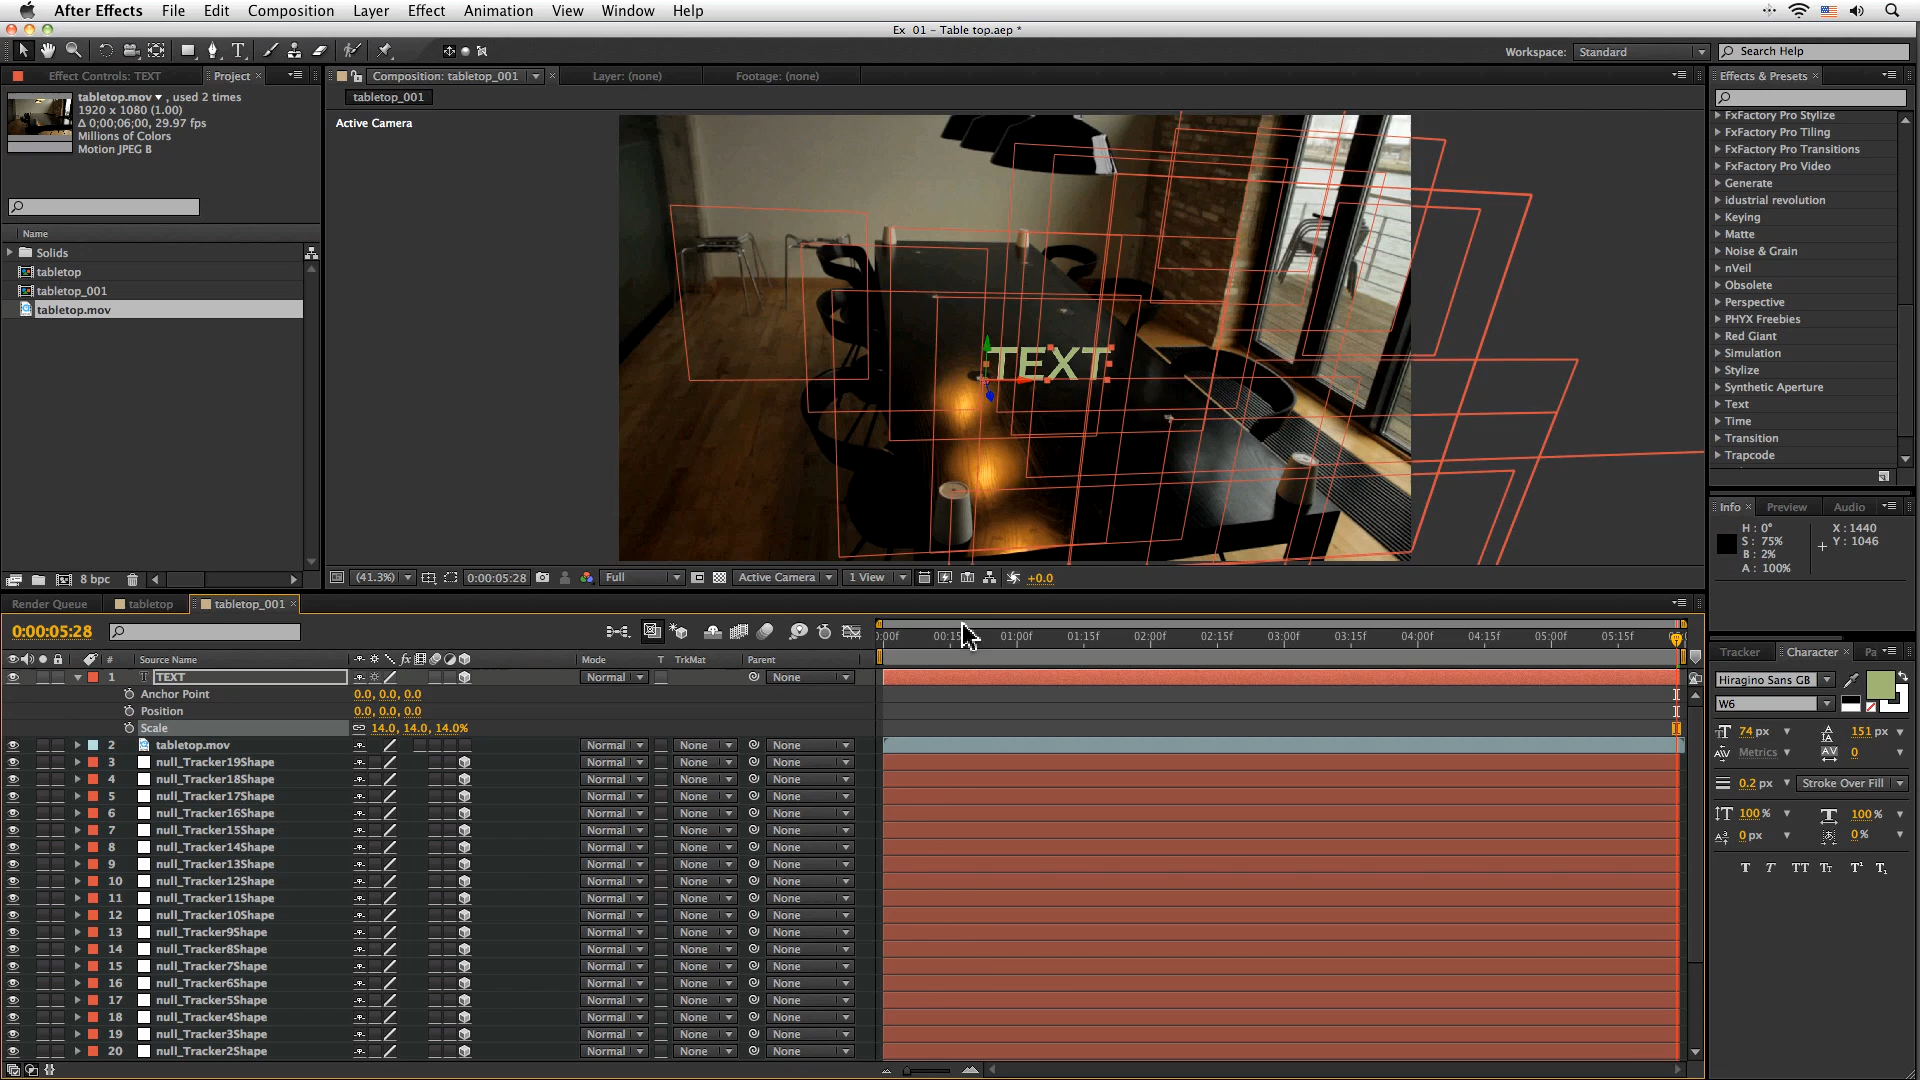 After Effects File Edit Composition Layer Effect Animation View Window Help
Ex 01 - Table top.aep *
Workspace: Standard
Search Help
Effect Controls: TEXT
Project
Composition: tabletop_001
Layer: (none)
Footage: (none)
Effects & Presets
tabletop.mov , used 2 times
1920 x 1080 (1.00)
Δ 0;00;06;00, 29.97 fps
Millions of Colors
Motion JPEG B
tabletop_001
Active Camera
Name
Solids
tabletop
tabletop_001
tabletop.mov
TEXT
FxFactory Pro Stylize
FxFactory Pro Tiling
FxFactory Pro Transitions
FxFactory Pro Video
Generate
idustrial revolution
Keying
Matte
Noise & Grain
nVeil
Obsolete
Perspective
PHYX Freebies
Red Giant
Simulation
Stylize
Synthetic Aperture
Text
Time
Transition
Trapcode
Info Preview Audio
H : 0°
S : 75%
B : 2%
A : 100%
X : 1440
Y : 1046
8 bpc
(41.3%) 0:00:05:28 Full Active Camera 1 View +0.0
Render Queue tabletop tabletop_001
0:00:05:28
:00f 00:15f 01:00f 01:15f 02:00f 02:15f 03:00f 03:15f 04:00f 04:15f 05:00f 05:15f
# Source Name fx Mode T TrkMat Parent
1 T TEXT Normal None
Anchor Point 0.0, 0.0, 0.0
Position 0.0, 0.0, 0.0
Scale 14.0, 14.0, 14.0%
2 tabletop.mov Normal None None
3 null_Tracker19Shape Normal None None
4 null_Tracker18Shape Normal None None
5 null_Tracker17Shape Normal None None
6 null_Tracker16Shape Normal None None
7 null_Tracker15Shape Normal None None
8 null_Tracker14Shape Normal None None
9 null_Tracker13Shape Normal None None
10 null_Tracker12Shape Normal None None
11 null_Tracker11Shape Normal None None
12 null_Tracker10Shape Normal None None
13 null_Tracker9Shape Normal None None
14 null_Tracker8Shape Normal None None
15 null_Tracker7Shape Normal None None
16 null_Tracker6Shape Normal None None
17 null_Tracker5Shape Normal None None
18 null_Tracker4Shape Normal None None
19 null_Tracker3Shape Normal None None
20 null_Tracker2Shape Normal None None
Tracker Character Pa
Hiragino Sans GB
W6
74 px 151 px
Metrics 0
0.2 px Stroke Over Fill
100 % 100 %
0 px 0 %
T T TT Tт T¹ T₁